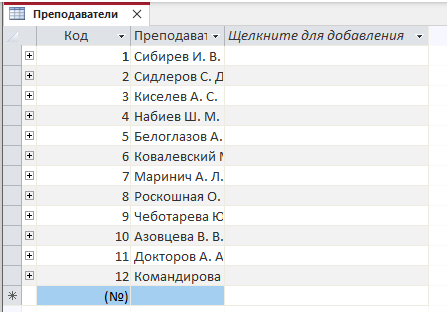 Преподаватели
Код Преподават Щелкните для добавления
1 Сибирев И. В.
2 Сидлеров С. Д
3 Киселев А. С.
4 Набиев Ш. М.
5 Белоглазов А.
6 Ковалевский М
7 Маринич А. Л.
8 Роскошная О.
9 Чеботарева Ю
10 Азовцева В. В.
11 Докторов А. А
12 Командирова
(№)